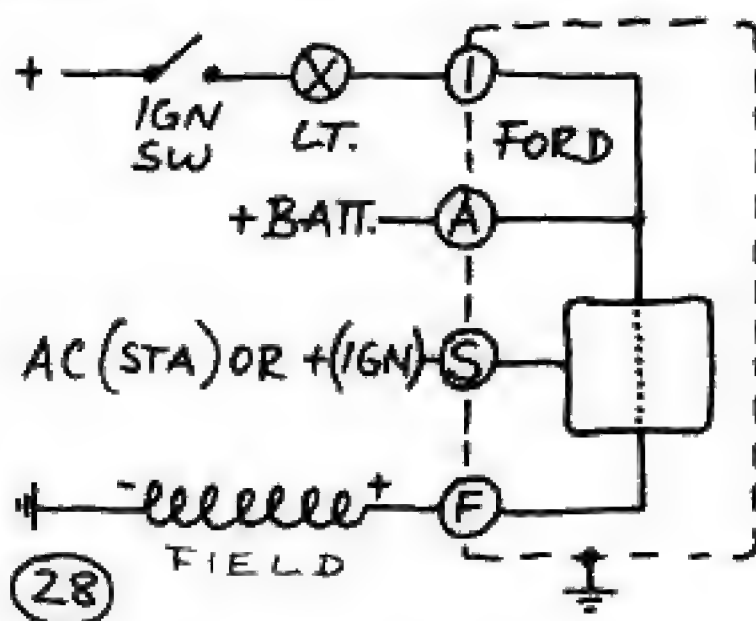 + I
IGN
SW
LT.
FORD
+BATT. A
AC(STA) OR +(IGN) S
- + F
FIELD
28